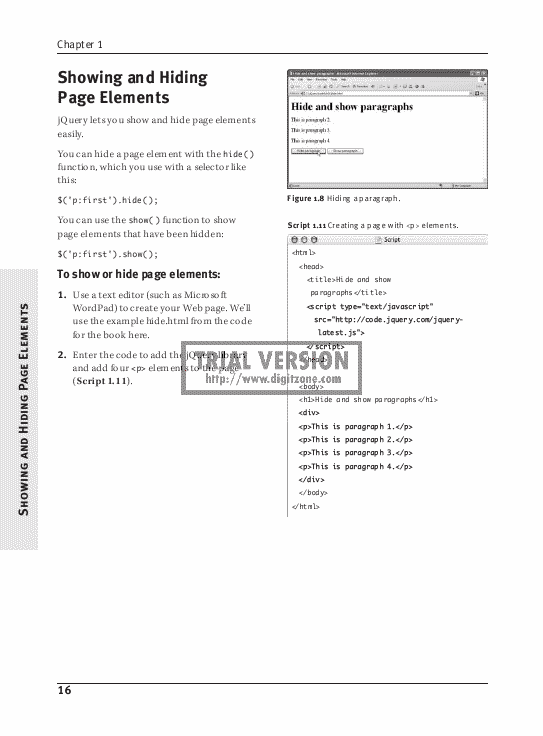 Chapter 1
Showing and Hiding
Page Elements
jQuery lets you show and hide page elements
easily.
You can hide a page element with the hide()
function, which you use with a selector like
this:
$('p:first').hide();
You can use the show() function to show
page elements that have been hidden:
$('p:first').show();
To show or hide page elements:
1. Use a text editor (such as Microsoft
WordPad) to create your Web page. We'll
use the example hide.html from the code
for the book here.
2. Enter the code to add the jQuery library
and add four <p> elements to the page
(Script 1.11).
Hide and show paragraphs
This is paragraph 2.
This is paragraph 3.
This is paragraph 4.
Figure 1.8 Hiding a paragraph.
Script 1.11 Creating a page with <p> elements.
Script
<html>
<head>
<title>Hide and show
paragraphs</title>
<script type="text/javascript"
src="http://code.jquery.com/jquery-
latest.js">
</script>
</head>
<body>
<h1>Hide and show paragraphs</h1>
<div>
<p>This is paragraph 1.</p>
<p>This is paragraph 2.</p>
<p>This is paragraph 3.</p>
<p>This is paragraph 4.</p>
</div>
</body>
</html>
TRIAL VERSION
http://www.digitzone.com
Showing and Hiding Page Elements
16